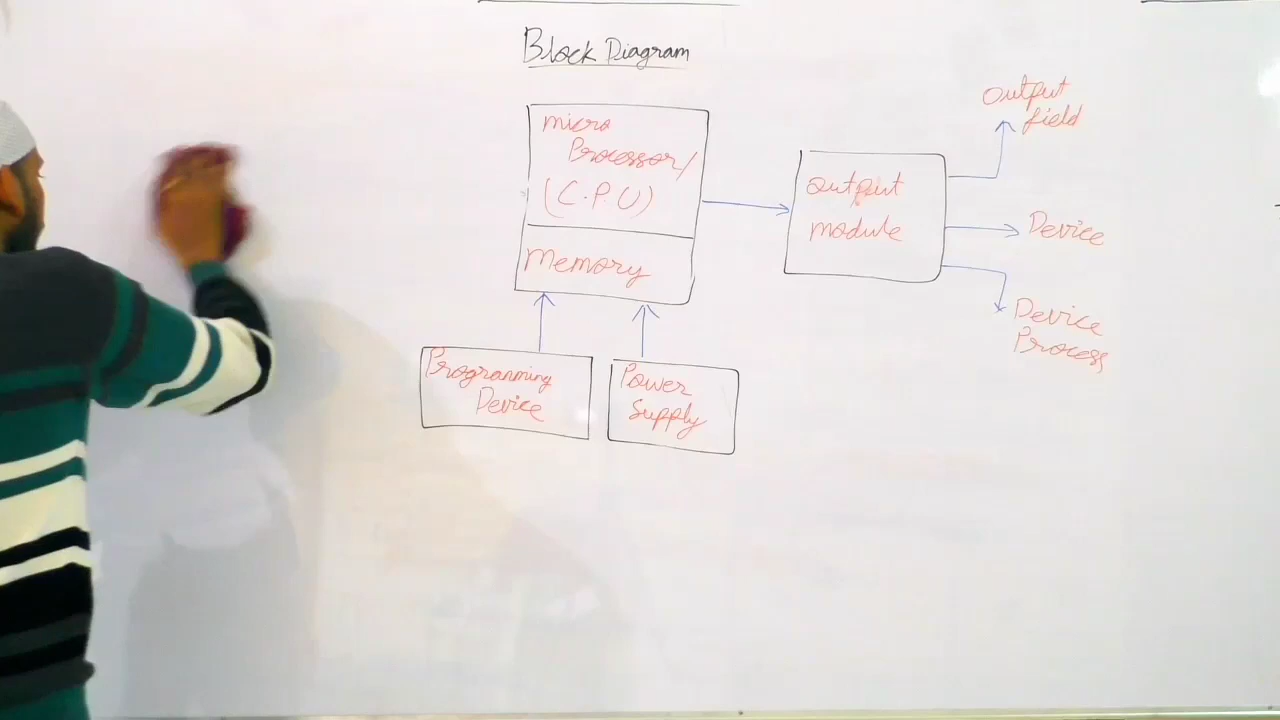 Block Diagram
micro
Processor/
(C.P.U)
Memory
Programming
Device
Power
Supply
output
module
output
field
Device
Device
Process